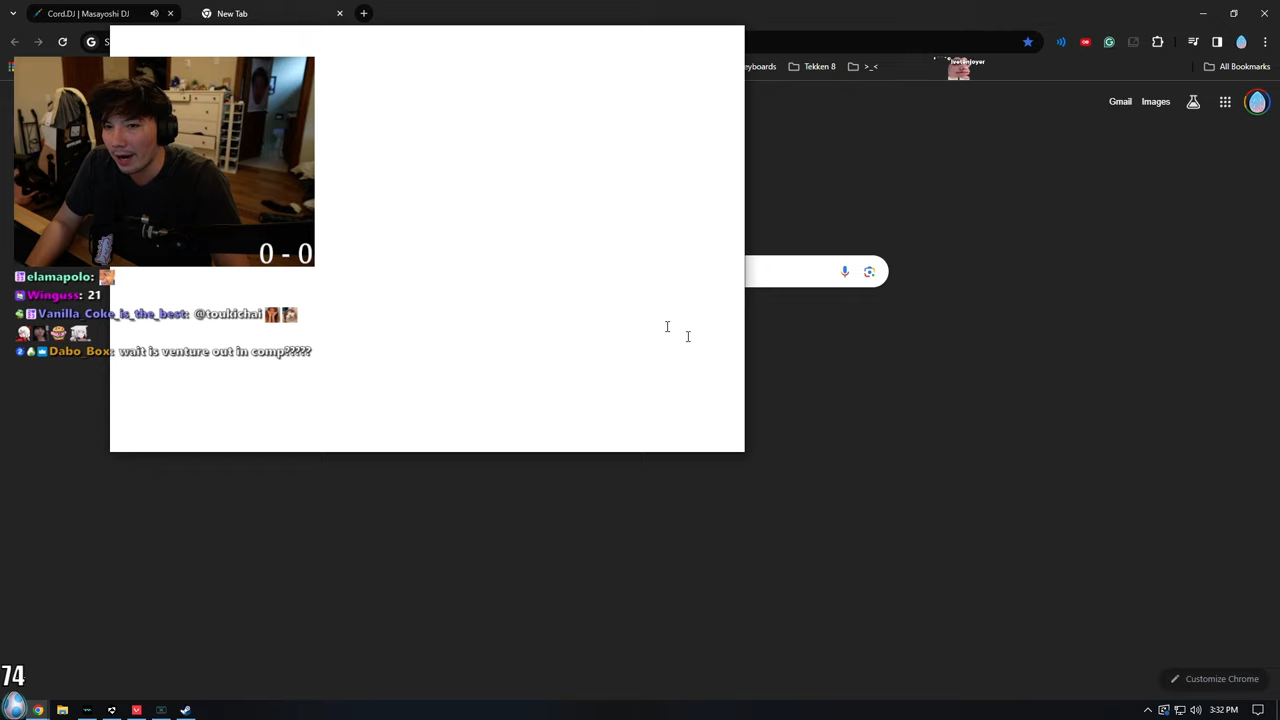 Cord.DJ | Masayoshi DJ
New Tab
S
eyboards
Tekken 8
>_<
All Bookmarks
Gmail
Images
0 - 0
elamapolo:
Winguss: 21
Vanilla_Coke_is_the_best: @toukichai
Dabo_Box: wait is venture out in comp?????
74
Customize Chrome
3:32 PM